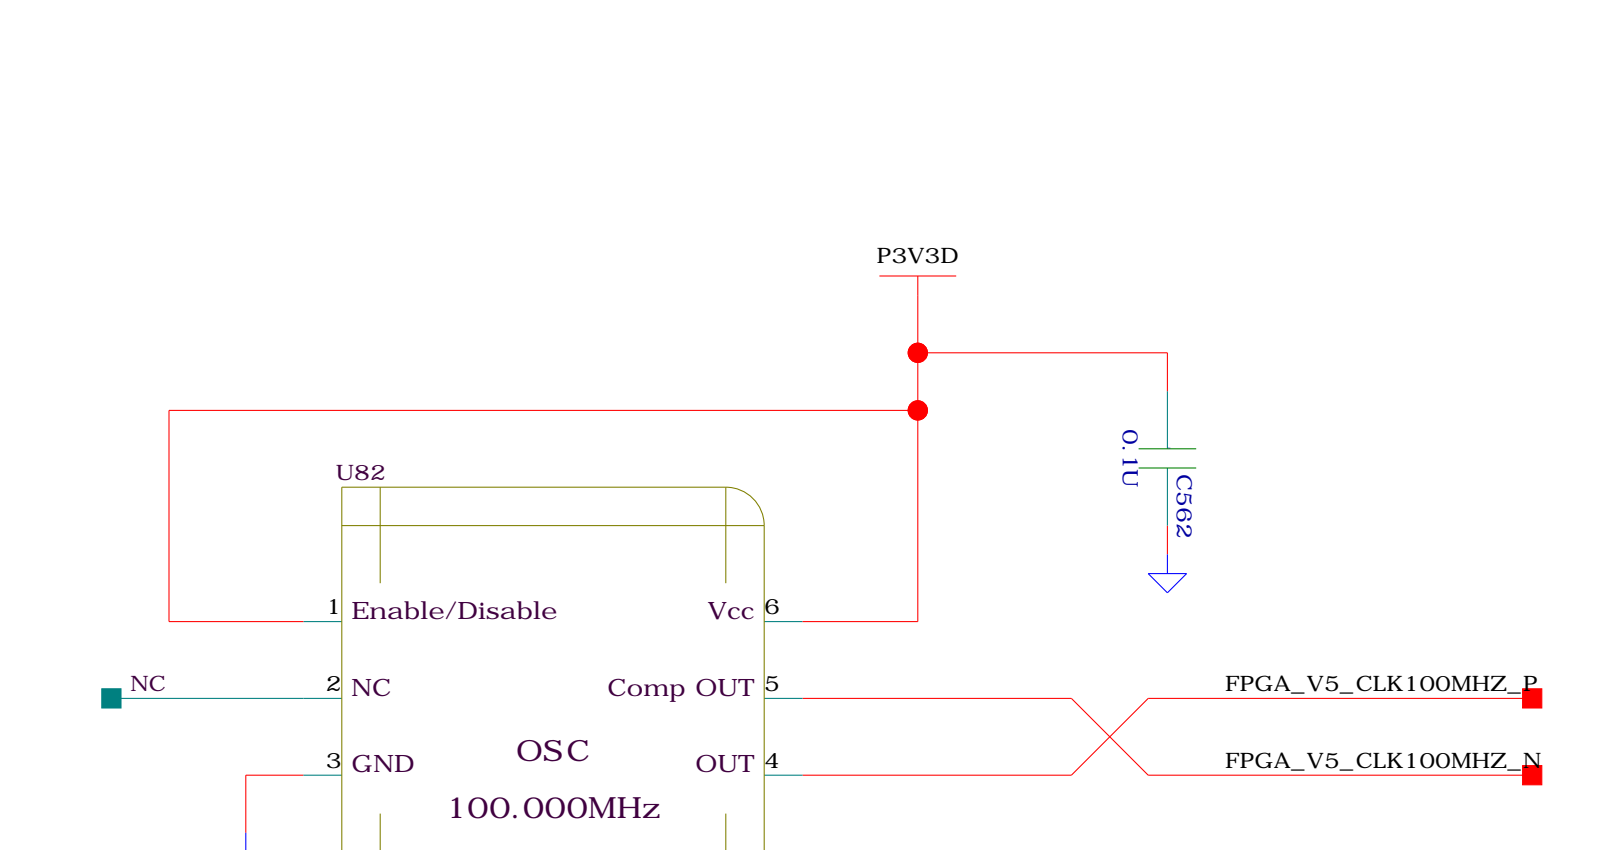 P3V3D
0.1U
C562
U82
1 Enable/Disable Vcc 6
NC 2 NC Comp OUT 5 FPGA_V5_CLK100MHZ_P
3 GND OSC OUT 4 FPGA_V5_CLK100MHZ_N
100.000MHz